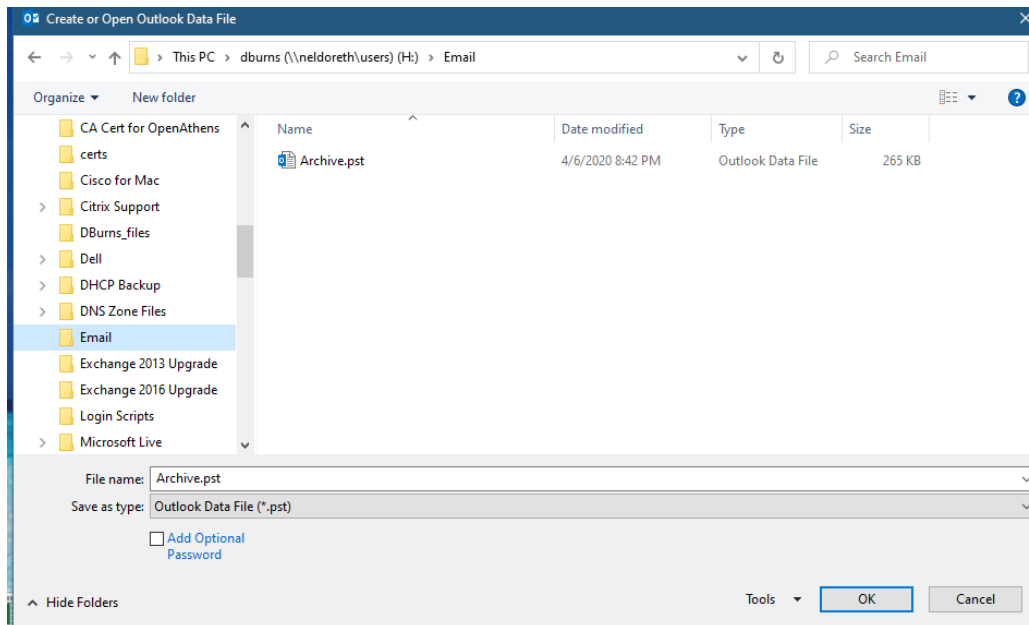 Create or Open Outlook Data File
This PC > dburns (\\neldoreth\users) (H:) > Email
Search Email
Organize
New folder
Name
Date modified
Type
Size
CA Cert for OpenAthens
certs
Cisco for Mac
Citrix Support
DBurns_files
Dell
DHCP Backup
DNS Zone Files
Email
Exchange 2013 Upgrade
Exchange 2016 Upgrade
Login Scripts
Microsoft Live
Archive.pst
4/6/2020 8:42 PM
Outlook Data File
265 KB
File name: Archive.pst
Save as type: Outlook Data File (*.pst)
Add Optional
Password
Hide Folders
Tools
OK
Cancel